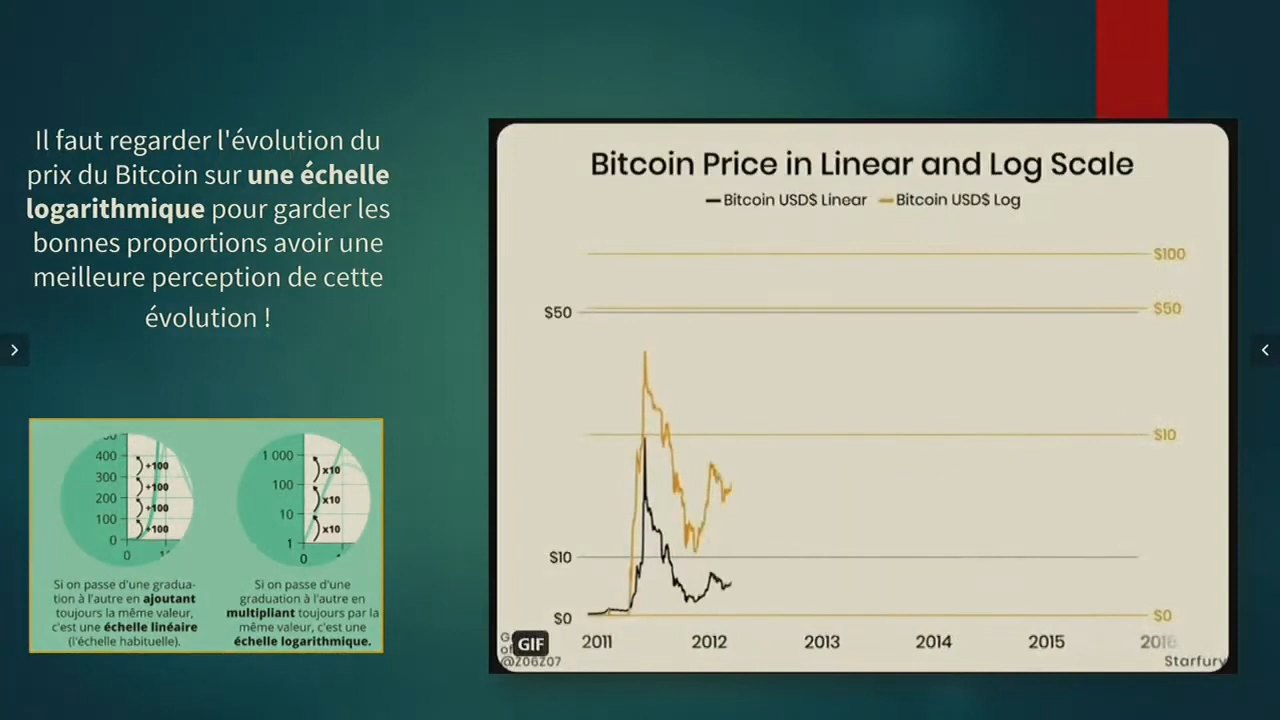 Il faut regarder l'évolution du
prix du Bitcoin sur une échelle
logarithmique pour garder les
bonnes proportions avoir une
meilleure perception de cette
évolution !
400
300
200
100
0
+100
+100
+100
+100
0
1 000
100
10
1
x10
x10
x10
0
Si on passe d'une gradua-
tion à l'autre en ajoutant
toujours la même valeur,
c'est une échelle linéaire
(l'échelle habituelle).
Si on passe d'une
graduation à l'autre en
multipliant toujours par la
même valeur, c'est une
échelle logarithmique.
Bitcoin Price in Linear and Log Scale
Bitcoin USD$ Linear Bitcoin USD$ Log
$100
$50
$50
$10
$10
$0
$0
2011 2012 2013 2014 2015 2016
GIF
@Z06Z07
Starfury